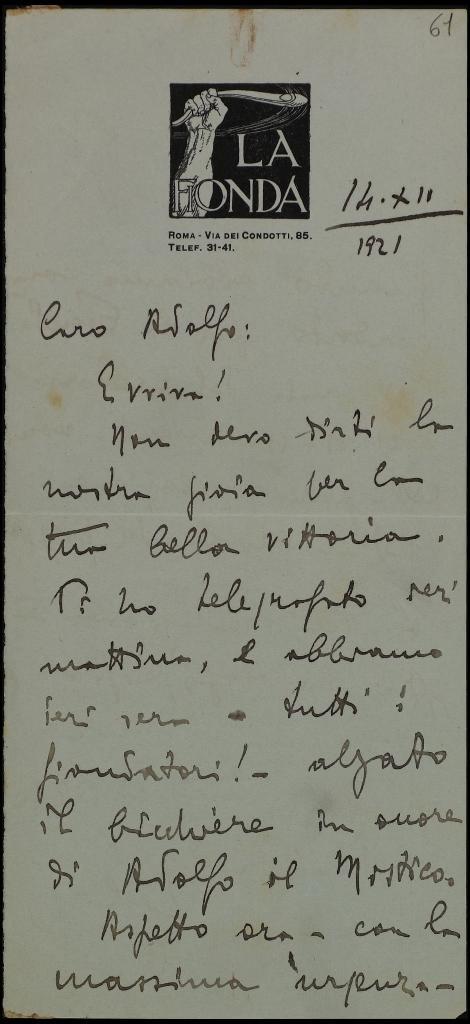 61
LA
FIONDA
ROMA - VIA DEI CONDOTTI, 85.
TELEF. 31-41.
14.XII
1921
Caro Adolfo:
Evviva!
Non devo dirti la
nostra gioia per la
tua bella vittoria.
Ti ho telegrafato ieri
mattina, e abbiamo
ieri sera - tutti i
fiondatori! - alzato
il bicchiere in onore
di Adolfo il Mistico.
Aspetto ora - con la
massima urgenza -